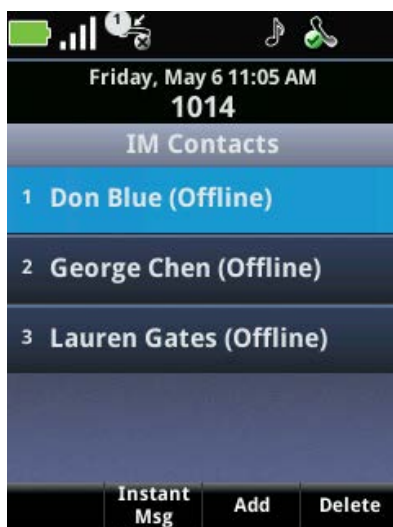 1
Friday, May 6 11:05 AM
1014
IM Contacts
1 Don Blue (Offline)
2 George Chen (Offline)
3 Lauren Gates (Offline)
Instant Msg Add Delete